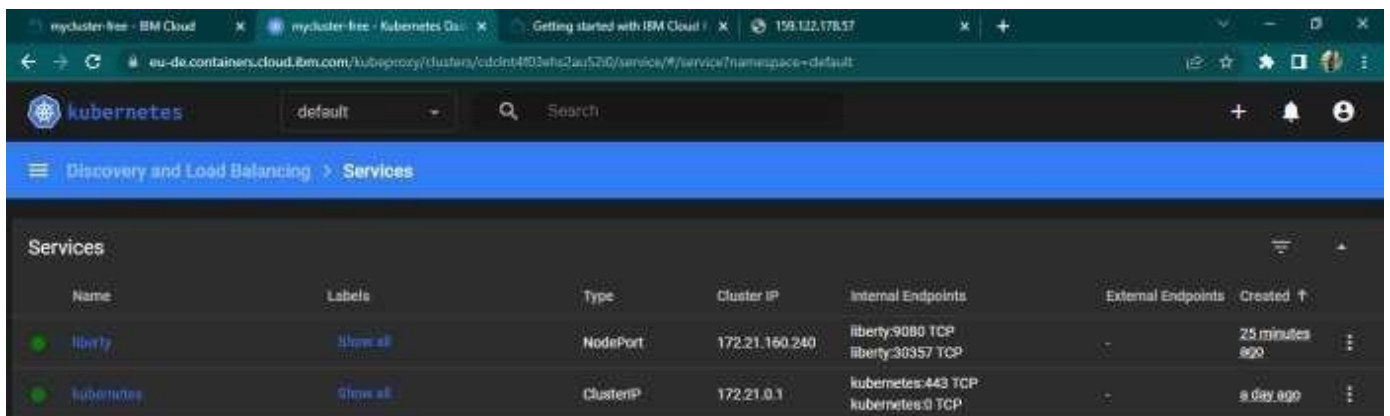 mycluster-free - IBM Cloud
mycluster-free - Kubernetes Das
Getting started with IBM Cloud
159.122.178.57
eu-de.containers.cloud.ibm.com/kubeproxy/clusters/
/service/#/service?namespace=default
kubernetes
default
Search
Discovery and Load Balancing > Services
Services
Name Labels Type Cluster IP Internal Endpoints External Endpoints Created ↑
liberty Show all NodePort 172.21.160.240 liberty:9080 TCP - 25 minutes
liberty:30357 TCP ago
kubernetes Show all ClusterIP 172.21.0.1 kubernetes:443 TCP - a day ago
kubernetes:0 TCP